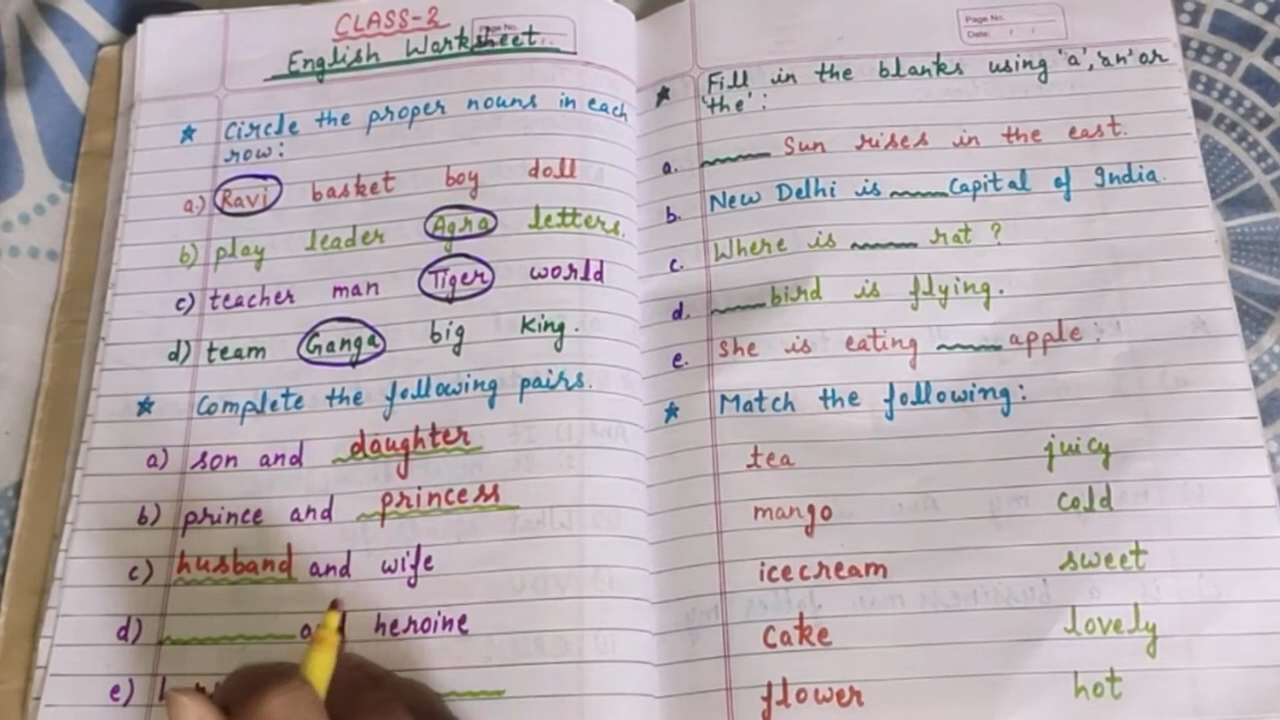 CLASS-2
Page No.
English Worksheet.
* Circle the proper nouns in each
row:
a.) Ravi basket boy doll
b) play leader Agra letters.
c) teacher man Tiger world
d) team Ganga big King.
* Complete the following pairs.
a) son and daughter
b) prince and princess
c) husband and wife
d) heroine
e)
Page No.
Date: / /
* Fill in the blanks using 'a', 'an' or
'the':
a. Sun rises in the east.
b. New Delhi is Capital of India.
c. Where is rat ?
d. bird is flying.
e. She is eating apple.
* Match the following:
tea juicy
mango cold
icecream sweet
cake lovely
flower hot